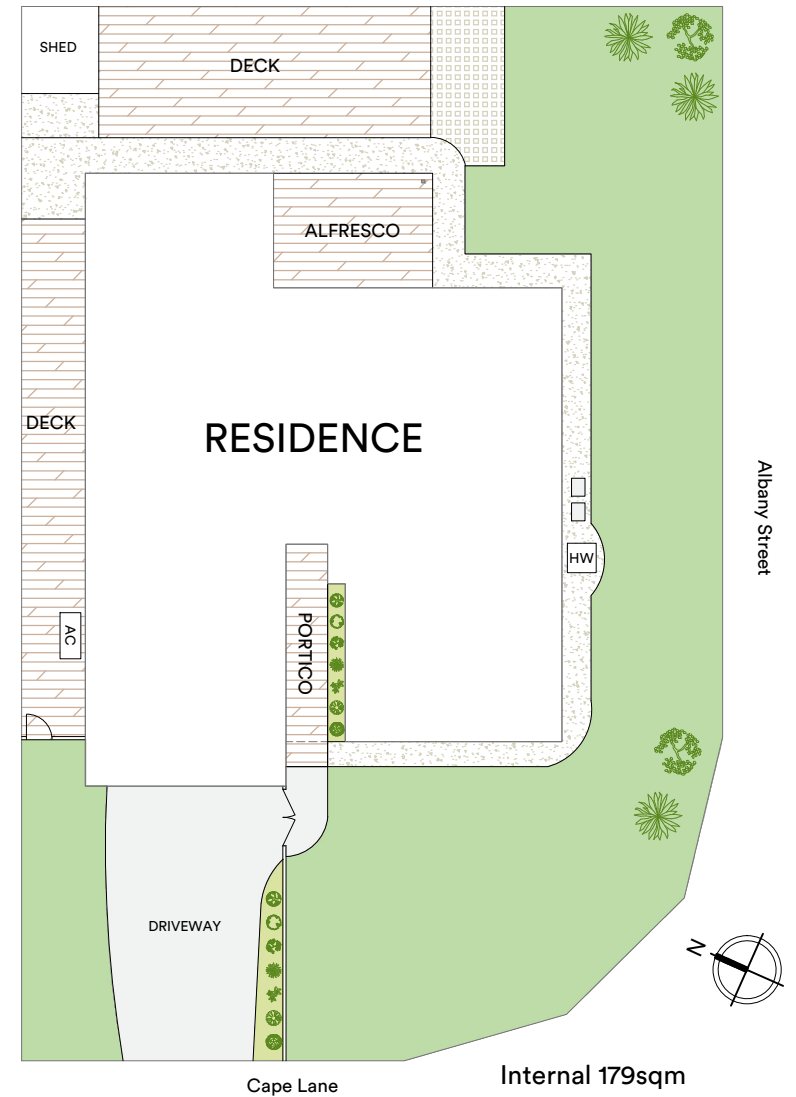 SHED
DECK
ALFRESCO
DECK
RESIDENCE
Albany Street
HW
AC
PORTICO
DRIVEWAY
N
Internal 179sqm
Cape Lane